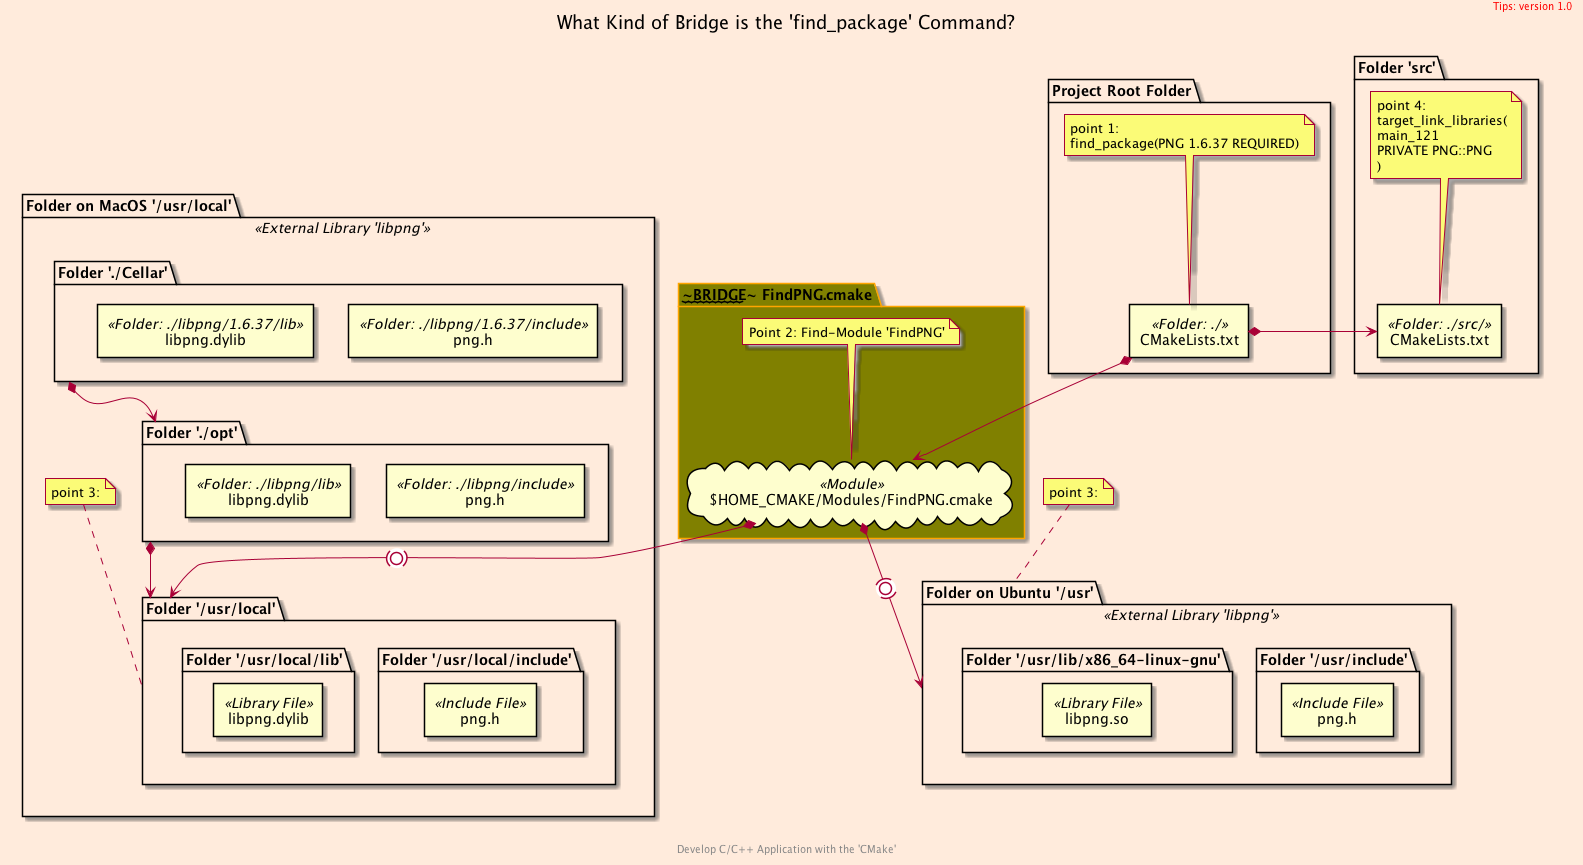 Tips: version 1.0
What Kind of Bridge is the 'find_package' Command?
Folder 'src'
point 4:
target_link_libraries(
main_121
PRIVATE PNG::PNG
)
«Folder: ./src/»
CMakeLists.txt
Project Root Folder
point 1:
find_package(PNG 1.6.37 REQUIRED)
«Folder: ./»
CMakeLists.txt
Folder on MacOS '/usr/local'
«External Library 'libpng'»
Folder './Cellar'
«Folder: ./libpng/1.6.37/lib»
libpng.dylib
«Folder: ./libpng/1.6.37/include»
png.h
Folder './opt'
«Folder: ./libpng/lib»
libpng.dylib
«Folder: ./libpng/include»
png.h
point 3:
Folder '/usr/local'
Folder '/usr/local/lib'
«Library File»
libpng.dylib
Folder '/usr/local/include'
«Include File»
png.h
~BRIDGE~ FindPNG.cmake
Point 2: Find-Module 'FindPNG'
«Module»
$HOME_CMAKE/Modules/FindPNG.cmake
point 3:
Folder on Ubuntu '/usr'
«External Library 'libpng'»
Folder '/usr/lib/x86_64-linux-gnu'
«Library File»
libpng.so
Folder '/usr/include'
«Include File»
png.h
Develop C/C++ Application with the 'CMake'